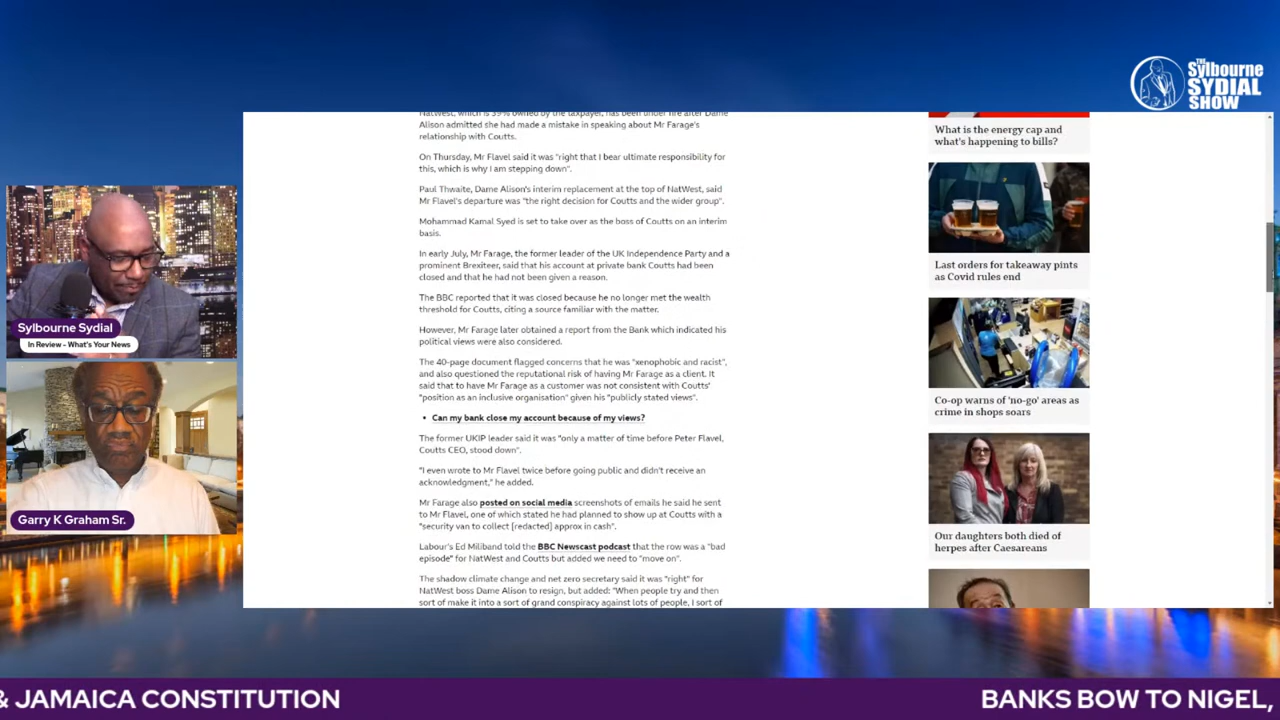 THE
Sylbourne
SYDIAL
SHOW
NatWest, which is 39% owned by the taxpayer, has been under fire after Dame
Alison admitted she had made a mistake in speaking about Mr Farage's
relationship with Coutts.
On Thursday, Mr Flavel said it was "right that I bear ultimate responsibility for
this, which is why I am stepping down".
Paul Thwaite, Dame Alison's interim replacement at the top of NatWest, said
Mr Flavel's departure was "the right decision for Coutts and the wider group".
Mohammad Kamal Syed is set to take over as the boss of Coutts on an interim
basis.
In early July, Mr Farage, the former leader of the UK Independence Party and a
prominent Brexiteer, said that his account at private bank Coutts had been
closed and that he had not been given a reason.
The BBC reported that it was closed because he no longer met the wealth
threshold for Coutts, citing a source familiar with the matter.
However, Mr Farage later obtained a report from the Bank which indicated his
political views were also considered.
The 40-page document flagged concerns that he was "xenophobic and racist",
and also questioned the reputational risk of having Mr Farage as a client. It
said that to have Mr Farage as a customer was not consistent with Coutts'
"position as an inclusive organisation" given his "publicly stated views".
• Can my bank close my account because of my views?
The former UKIP leader said it was "only a matter of time before Peter Flavel,
Coutts CEO, stood down".
"I even wrote to Mr Flavel twice before going public and didn't receive an
acknowledgment," he added.
Mr Farage also posted on social media screenshots of emails he said he sent
to Mr Flavel, one of which stated he had planned to show up at Coutts with a
"security van to collect [redacted] approx in cash".
Labour's Ed Miliband told the BBC Newscast podcast that the row was a "bad
episode" for NatWest and Coutts but added we need to "move on".
The shadow climate change and net zero secretary said it was "right" for
NatWest boss Dame Alison to resign, but added: "When people try and then
sort of make it into a sort of grand conspiracy against lots of people, I sort of
What is the energy cap and
what's happening to bills?
Last orders for takeaway pints
as Covid rules end
Co-op warns of 'no-go' areas as
crime in shops soars
Our daughters both died of
herpes after Caesareans
Sylbourne Sydial
In Review - What's Your News
Garry K Graham Sr.
& JAMAICA CONSTITUTION
BANKS BOW TO NIGEL,